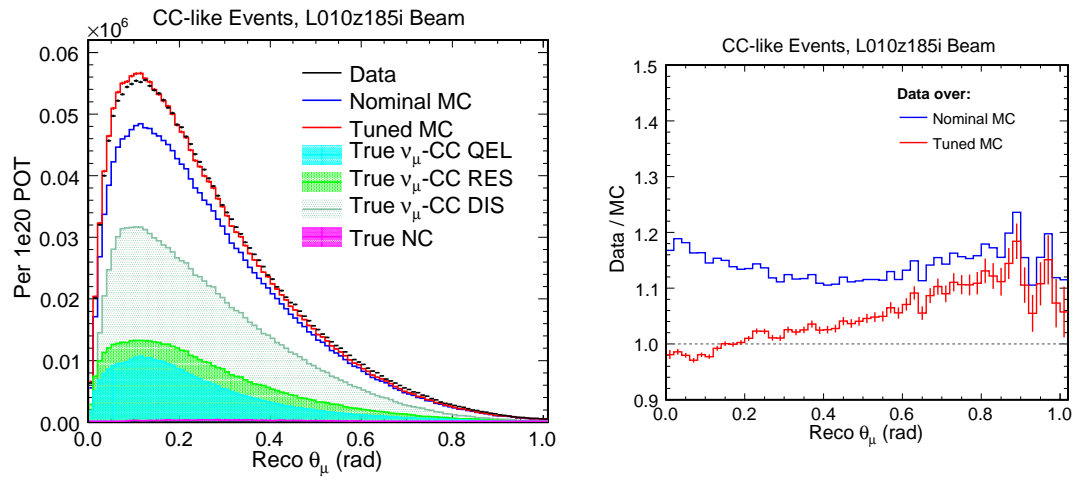 CC-like Events, L010z185i Beam
×10⁶
Per 1e20 POT
0.06
0.05
0.04
0.03
0.02
0.01
0.00
Data
Nominal MC
Tuned MC
True νμ-CC QEL
True νμ-CC RES
True νμ-CC DIS
True NC
0.0 0.2 0.4 0.6 0.8 1.0
Reco θμ (rad)
CC-like Events, L010z185i Beam
Data / MC
1.5
1.4
1.3
1.2
1.1
1.0
0.9
Data over:
Nominal MC
Tuned MC
0.0 0.2 0.4 0.6 0.8 1.0
Reco θμ (rad)